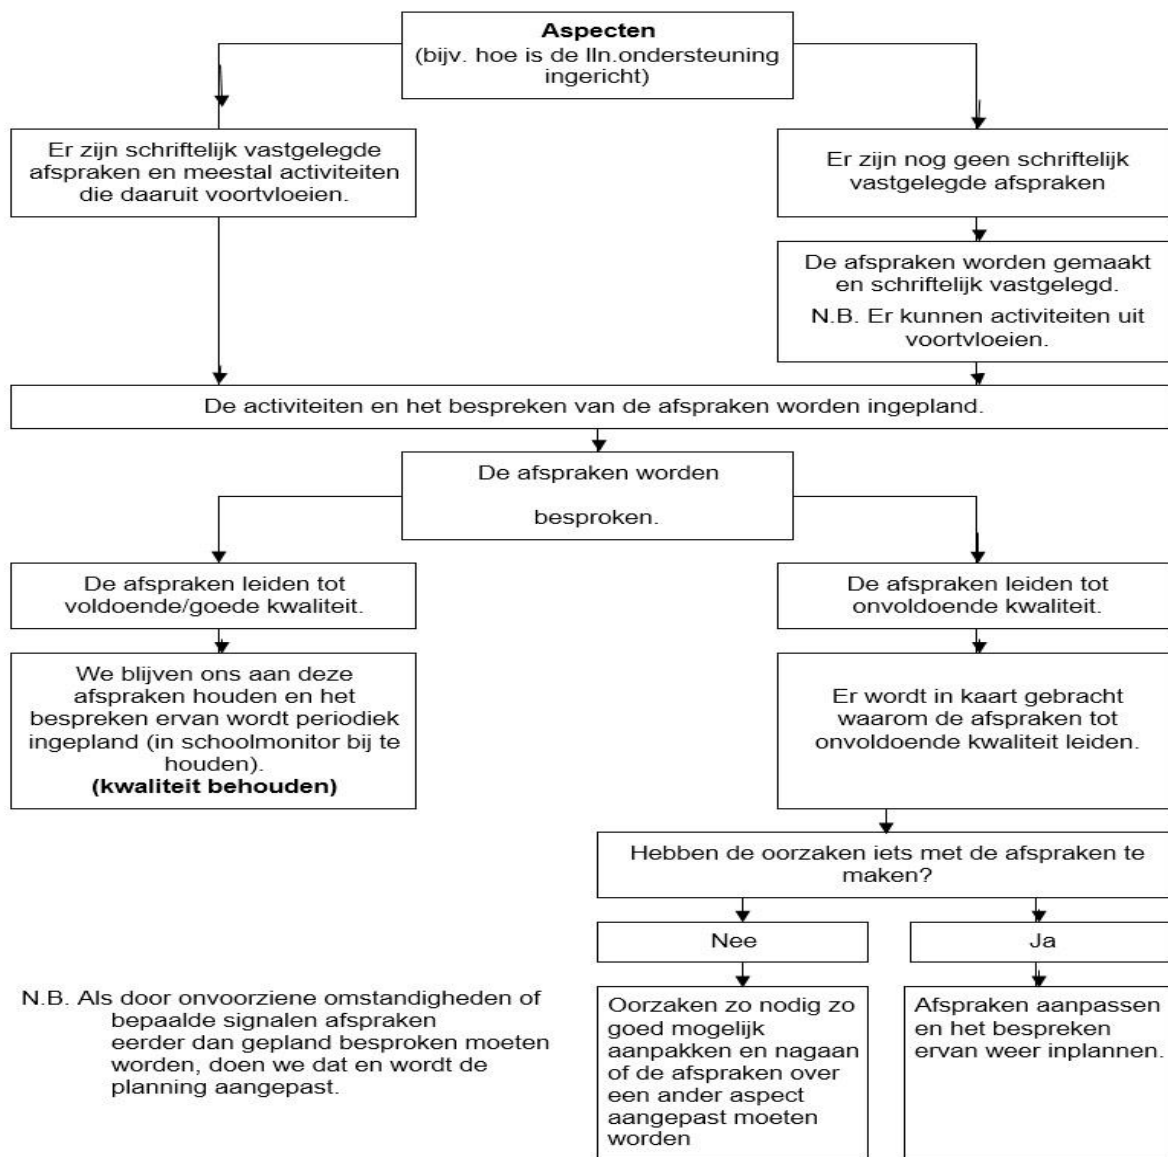 Aspecten
(bijv. hoe is de lln.ondersteuning
ingericht)
Er zijn schriftelijk vastgelegde
afspraken en meestal activiteiten
die daaruit voortvloeien.
Er zijn nog geen schriftelijk
vastgelegde afspraken
De afspraken worden gemaakt
en schriftelijk vastgelegd.
N.B. Er kunnen activiteiten uit
voortvloeien.
De activiteiten en het bespreken van de afspraken worden ingepland.
De afspraken worden
besproken.
De afspraken leiden tot
voldoende/goede kwaliteit.
De afspraken leiden tot
onvoldoende kwaliteit.
We blijven ons aan deze
afspraken houden en het
bespreken ervan wordt periodiek
ingepland (in schoolmonitor bij te
houden).
(kwaliteit behouden)
Er wordt in kaart gebracht
waarom de afspraken tot
onvoldoende kwaliteit leiden.
Hebben de oorzaken iets met de afspraken te
maken?
Nee
Ja
N.B. Als door onvoorziene omstandigheden of
bepaalde signalen afspraken
eerder dan gepland besproken moeten
worden, doen we dat en wordt de
planning aangepast.
Oorzaken zo nodig zo
goed mogelijk
aanpakken en nagaan
of de afspraken over
een ander aspect
aangepast moeten
worden
Afspraken aanpassen
en het bespreken
ervan weer inplannen.